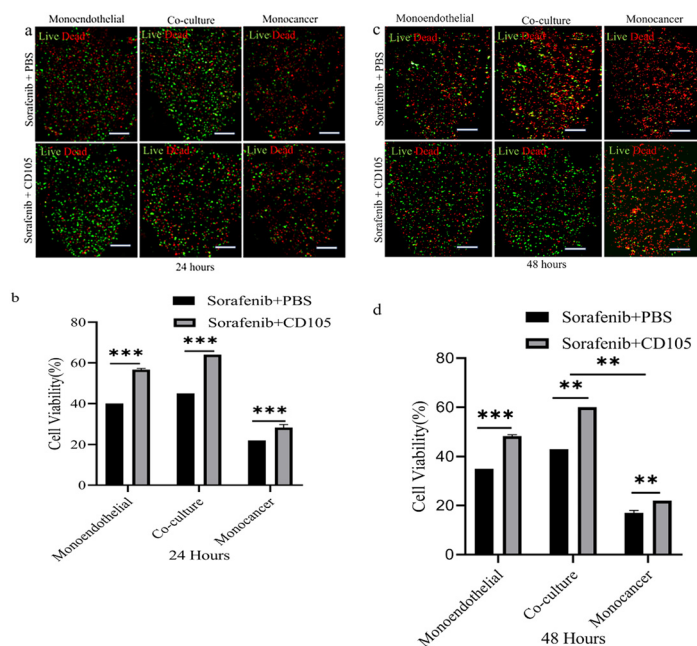 a
Monoendothelial Co-culture Monocancer
Sorafenib + PBS
Live Dead Live Dead Live Dead
Sorafenib + CD105
Live Dead Live Dead Live Dead
24 hours
c
Monoendothelial Co-culture Monocancer
Sorafenib + PBS
Live Dead Live Dead Live Dead
Sorafenib + CD105
Live Dead Live Dead Live Dead
48 hours
b
Sorafenib+PBS
Sorafenib+CD105
Cell Viability(%)
80
60
40
20
0
***
***
***
Monoendothelial
Co-culture
Monocancer
24 Hours
d
Sorafenib+PBS
Sorafenib+CD105
Cell Viability(%)
80
60
40
20
0
***
**
**
**
Monoendothelial
Co-culture
Monocancer
48 Hours